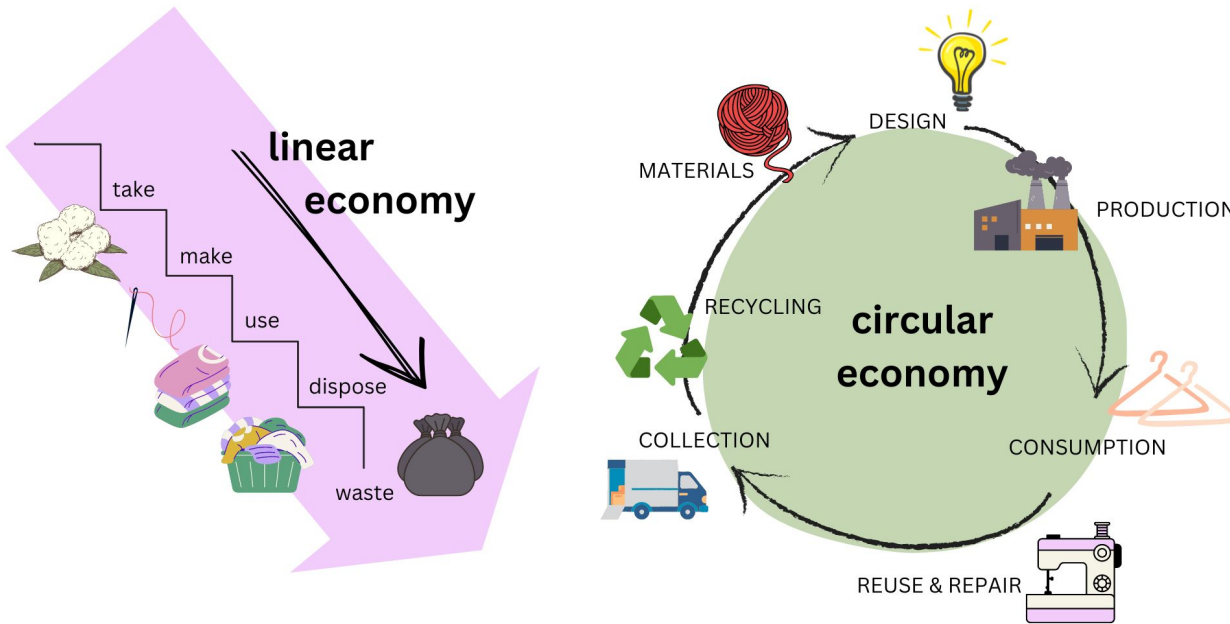 linear
economy
take
make
use
dispose
waste
DESIGN
PRODUCTION
CONSUMPTION
REUSE & REPAIR
COLLECTION
RECYCLING
MATERIALS
circular
economy